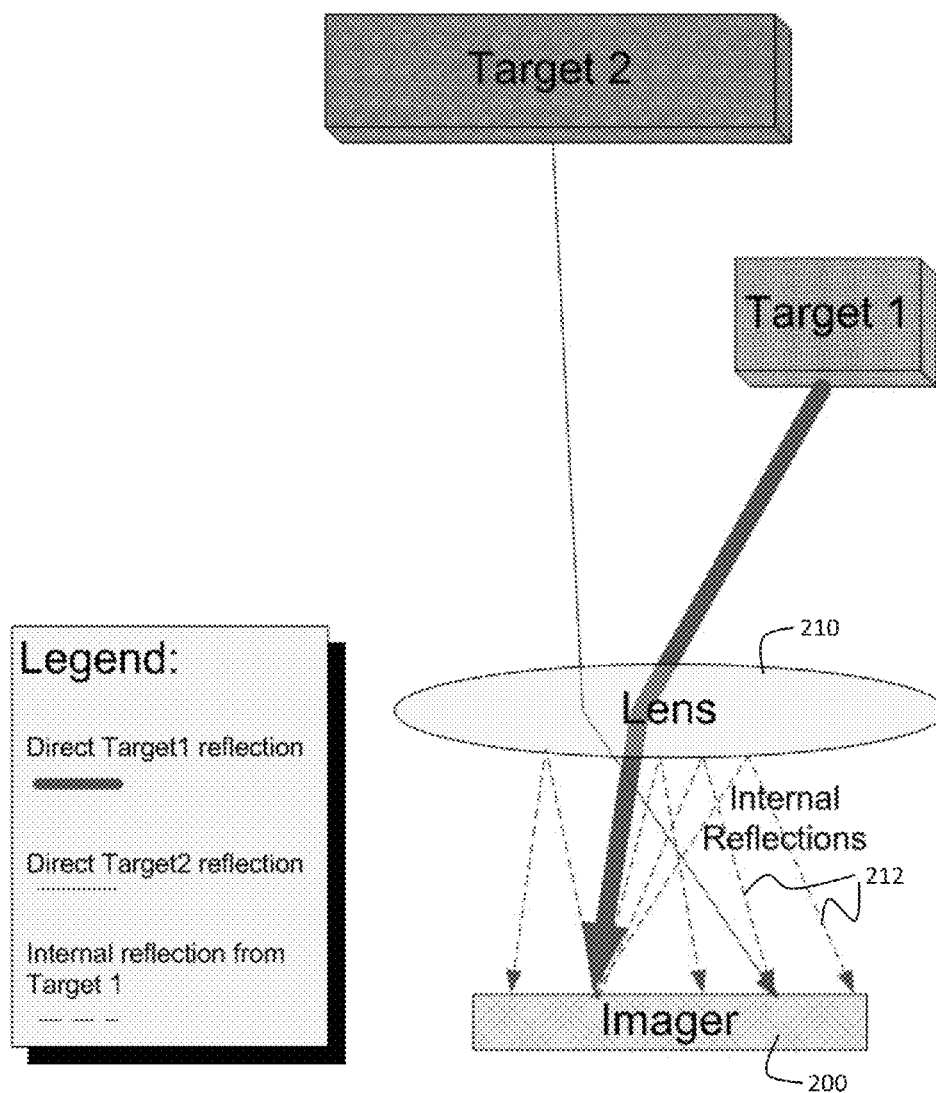 Target 2
Target 1
210
Lens
Internal
Reflections
212
Imager
200
Legend:
Direct Target1 reflection
Direct Target2 reflection
Internal reflection from
Target 1